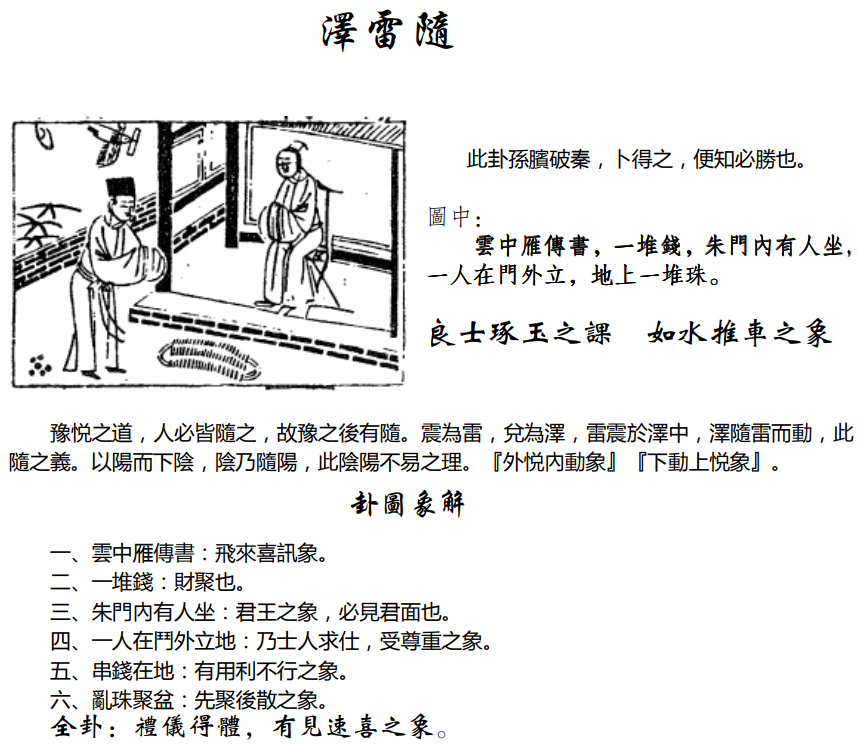 澤雷隨
此卦孫臏破秦，卜得之，便知必勝也。
圖中：
雲中雁傳書，一堆錢，朱門內有人坐，
一人在門外立，地上一堆珠。
良士琢玉之課　如水推車之象
豫悅之道，人必皆隨之，故豫之後有隨。震為雷，兌為澤，雷震於澤中，澤隨雷而動，此
隨之義。以陽而下陰，陰乃隨陽，此陰陽不易之理。『外悅內動象』『下動上悅象』。
卦圖象解
一、雲中雁傳書：飛來喜訊象。
二、一堆錢：財聚也。
三、朱門內有人坐：君王之象，必見君面也。
四、一人在鬥外立地：乃士人求仕，受尊重之象。
五、串錢在地：有用利不行之象。
六、亂珠聚盆：先聚後散之象。
全卦：禮儀得體，有見速喜之象。